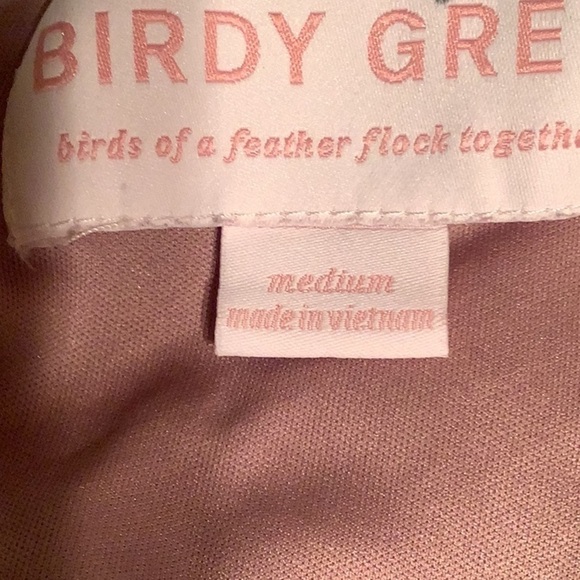 BIRDY GRE
birds of a feather flock togeth
medium
made in vietnam